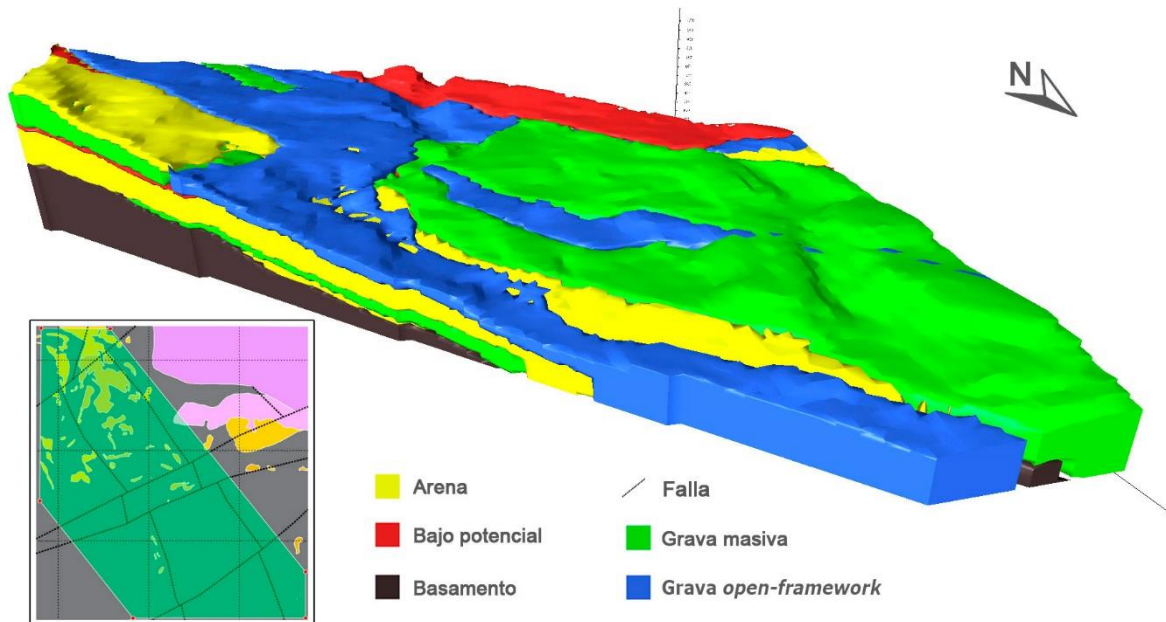 N
Arena
Falla
Bajo potencial
Grava masiva
Basamento
Grava open-framework